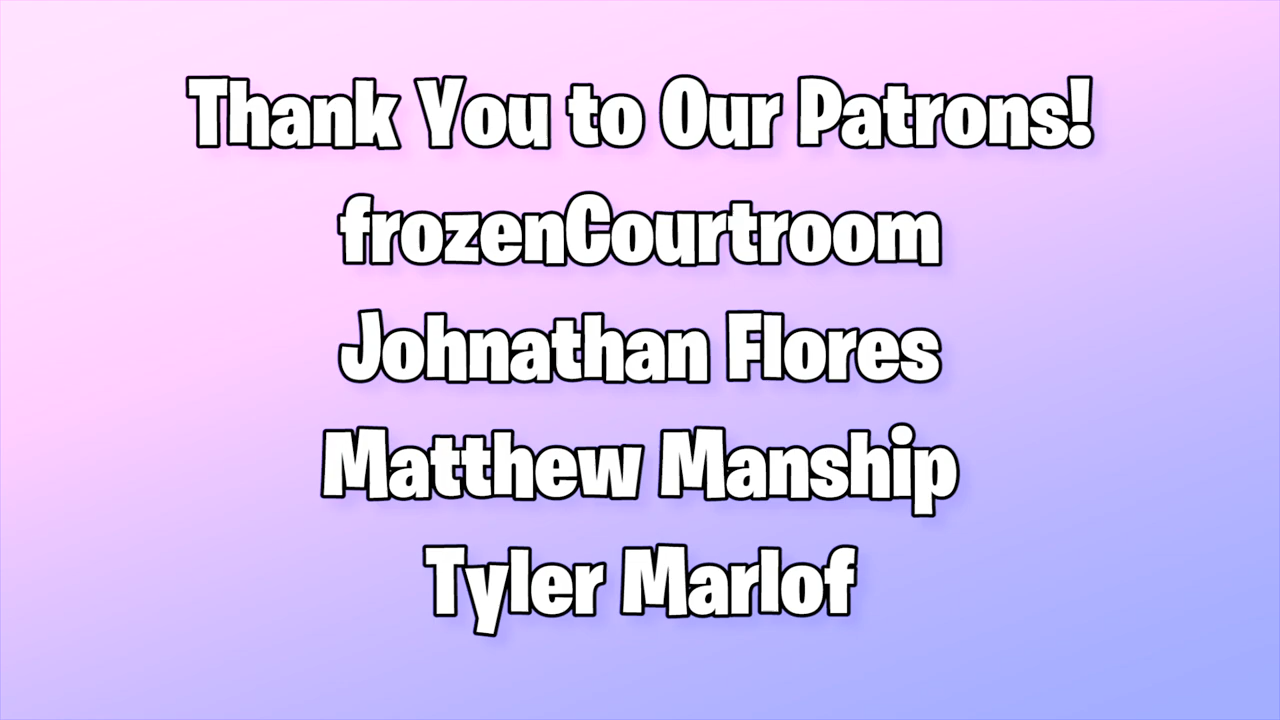 Thank You to Our Patrons!
frozenCourtroom
Johnathan Flores
Matthew Manship
Tyler Marlof